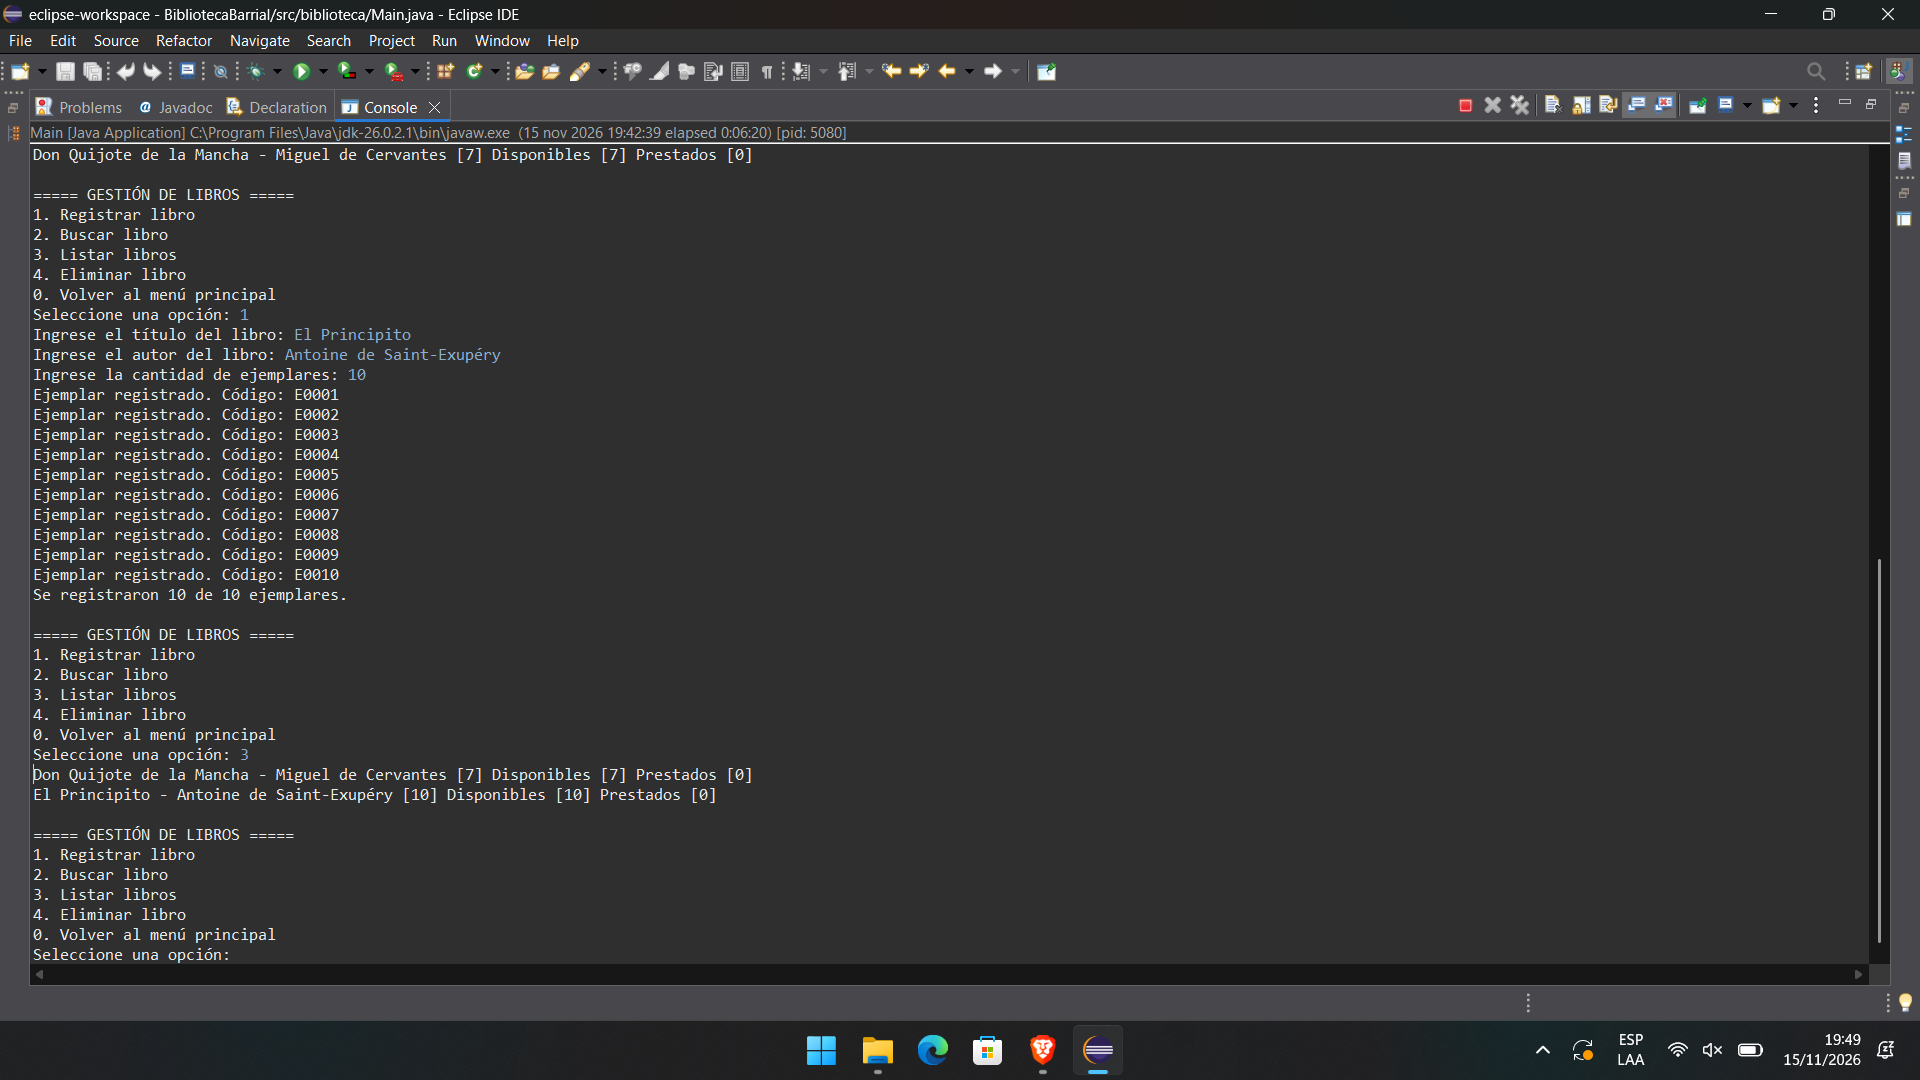 eclipse-workspace - BibliotecaBarrial/src/biblioteca/Main.java - Eclipse IDE
File Edit Source Refactor Navigate Search Project Run Window Help
Problems Javadoc Declaration Console
Main [Java Application] C:\Program Files\Java\jdk-26.0.2.1\bin\javaw.exe (15 nov 2026 19:42:39 elapsed 0:06:20) [pid: 5080]
Don Quijote de la Mancha - Miguel de Cervantes [7] Disponibles [7] Prestados [0]
===== GESTIÓN DE LIBROS =====
1. Registrar libro
2. Buscar libro
3. Listar libros
4. Eliminar libro
0. Volver al menú principal
Seleccione una opción: 1
Ingrese el título del libro: El Principito
Ingrese el autor del libro: Antoine de Saint-Exupéry
Ingrese la cantidad de ejemplares: 10
Ejemplar registrado. Código: E0001
Ejemplar registrado. Código: E0002
Ejemplar registrado. Código: E0003
Ejemplar registrado. Código: E0004
Ejemplar registrado. Código: E0005
Ejemplar registrado. Código: E0006
Ejemplar registrado. Código: E0007
Ejemplar registrado. Código: E0008
Ejemplar registrado. Código: E0009
Ejemplar registrado. Código: E0010
Se registraron 10 de 10 ejemplares.
===== GESTIÓN DE LIBROS =====
1. Registrar libro
2. Buscar libro
3. Listar libros
4. Eliminar libro
0. Volver al menú principal
Seleccione una opción: 3
Don Quijote de la Mancha - Miguel de Cervantes [7] Disponibles [7] Prestados [0]
El Principito - Antoine de Saint-Exupéry [10] Disponibles [10] Prestados [0]
===== GESTIÓN DE LIBROS =====
1. Registrar libro
2. Buscar libro
3. Listar libros
4. Eliminar libro
0. Volver al menú principal
Seleccione una opción:
ESP
LAA
19:49
15/11/2026